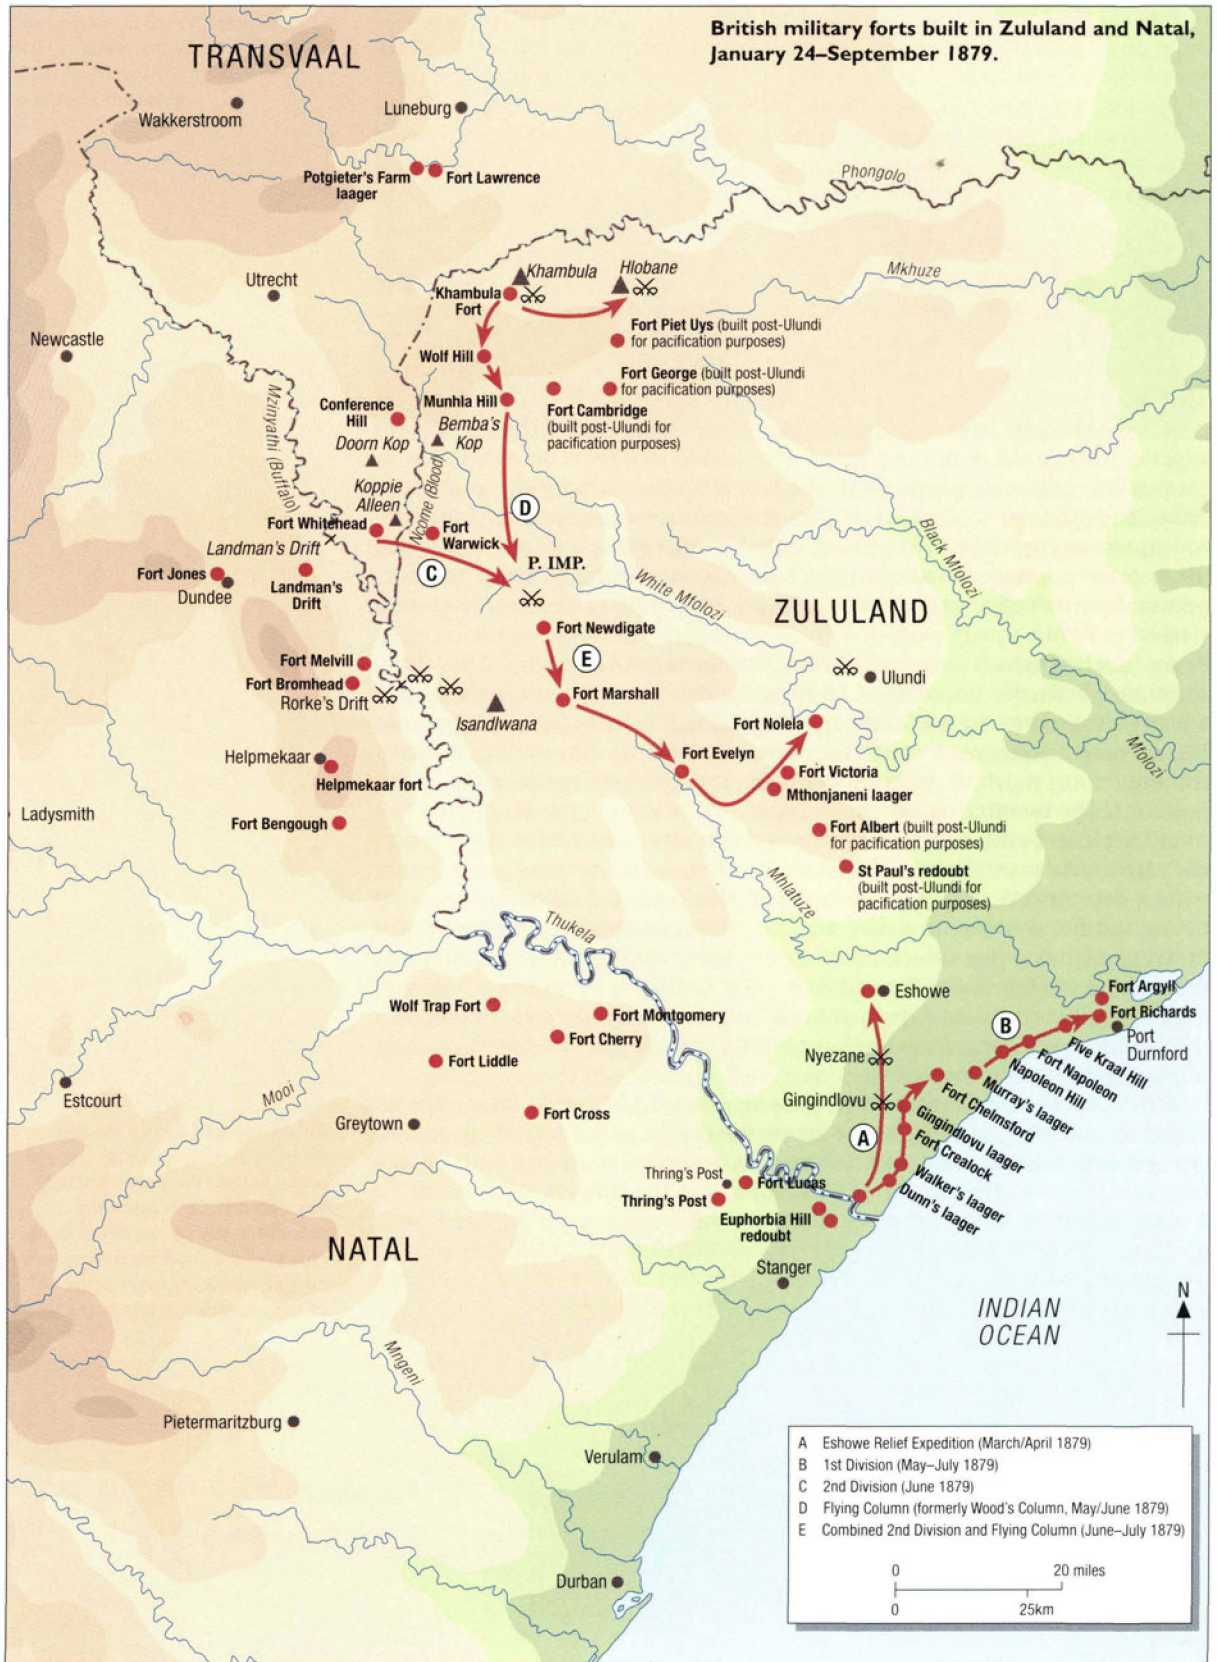 British military forts built in Zululand and Natal,
January 24–September 1879.
TRANSVAAL
Wakkerstroom
Luneburg
Potgieter's Farm
laager
Fort Lawrence
Phongolo
Utrecht
Khambula
Hlobane
Mkhuze
Khambula
Fort
Newcastle
Fort Piet Uys (built post-Ulundi
for pacification purposes)
Wolf Hill
Fort George (built post-Ulundi
for pacification purposes)
Mzinyathi (Buffalo)
Conference
Hill
Munhla Hill
Fort Cambridge
(built post-Ulundi for
pacification purposes)
Doorn Kop
Bemba's
Kop
Koppie
Alleen
Ncome (Blood)
D
Fort Whitehead
Fort
Warwick
Black Mfolozi
Landman's Drift
Fort Jones
Dundee
Landman's
Drift
C
P. IMP.
White Mfolozi
ZULULAND
Fort Newdigate
E
Fort Melvill
Fort Bromhead
Rorke's Drift
Ulundi
Fort Marshall
Isandlwana
Fort Nolela
Mfolozi
Helpmekaar
Helpmekaar fort
Fort Evelyn
Fort Victoria
Mthonjaneni laager
Ladysmith
Fort Bengough
Fort Albert (built post-Ulundi
for pacification purposes)
St Paul's redoubt
(built post-Ulundi for
pacification purposes)
Mhlatuze
Thukela
Eshowe
Fort Argyll
Fort Richards
Port
Durnford
Wolf Trap Fort
Fort Montgomery
Fort Cherry
Fort Liddle
B
Five Kraal Hill
Fort Napoleon
Napoleon Hill
Murray's laager
Nyezane
Gingindlovu
Fort Chelmsford
Gingindlovu laager
Fort Crealock
Walker's laager
Dunn's laager
A
Estcourt
Mooi
Greytown
Fort Cross
Thring's Post
Fort Lucas
Thring's Post
Euphorbia Hill
redoubt
NATAL
Stanger
INDIAN
OCEAN
N
Mngeni
Pietermaritzburg
Verulam
Durban
A Eshowe Relief Expedition (March/April 1879)
B 1st Division (May–July 1879)
C 2nd Division (June 1879)
D Flying Column (formerly Wood's Column, May/June 1879)
E Combined 2nd Division and Flying Column (June–July 1879)
0 20 miles
0 25km